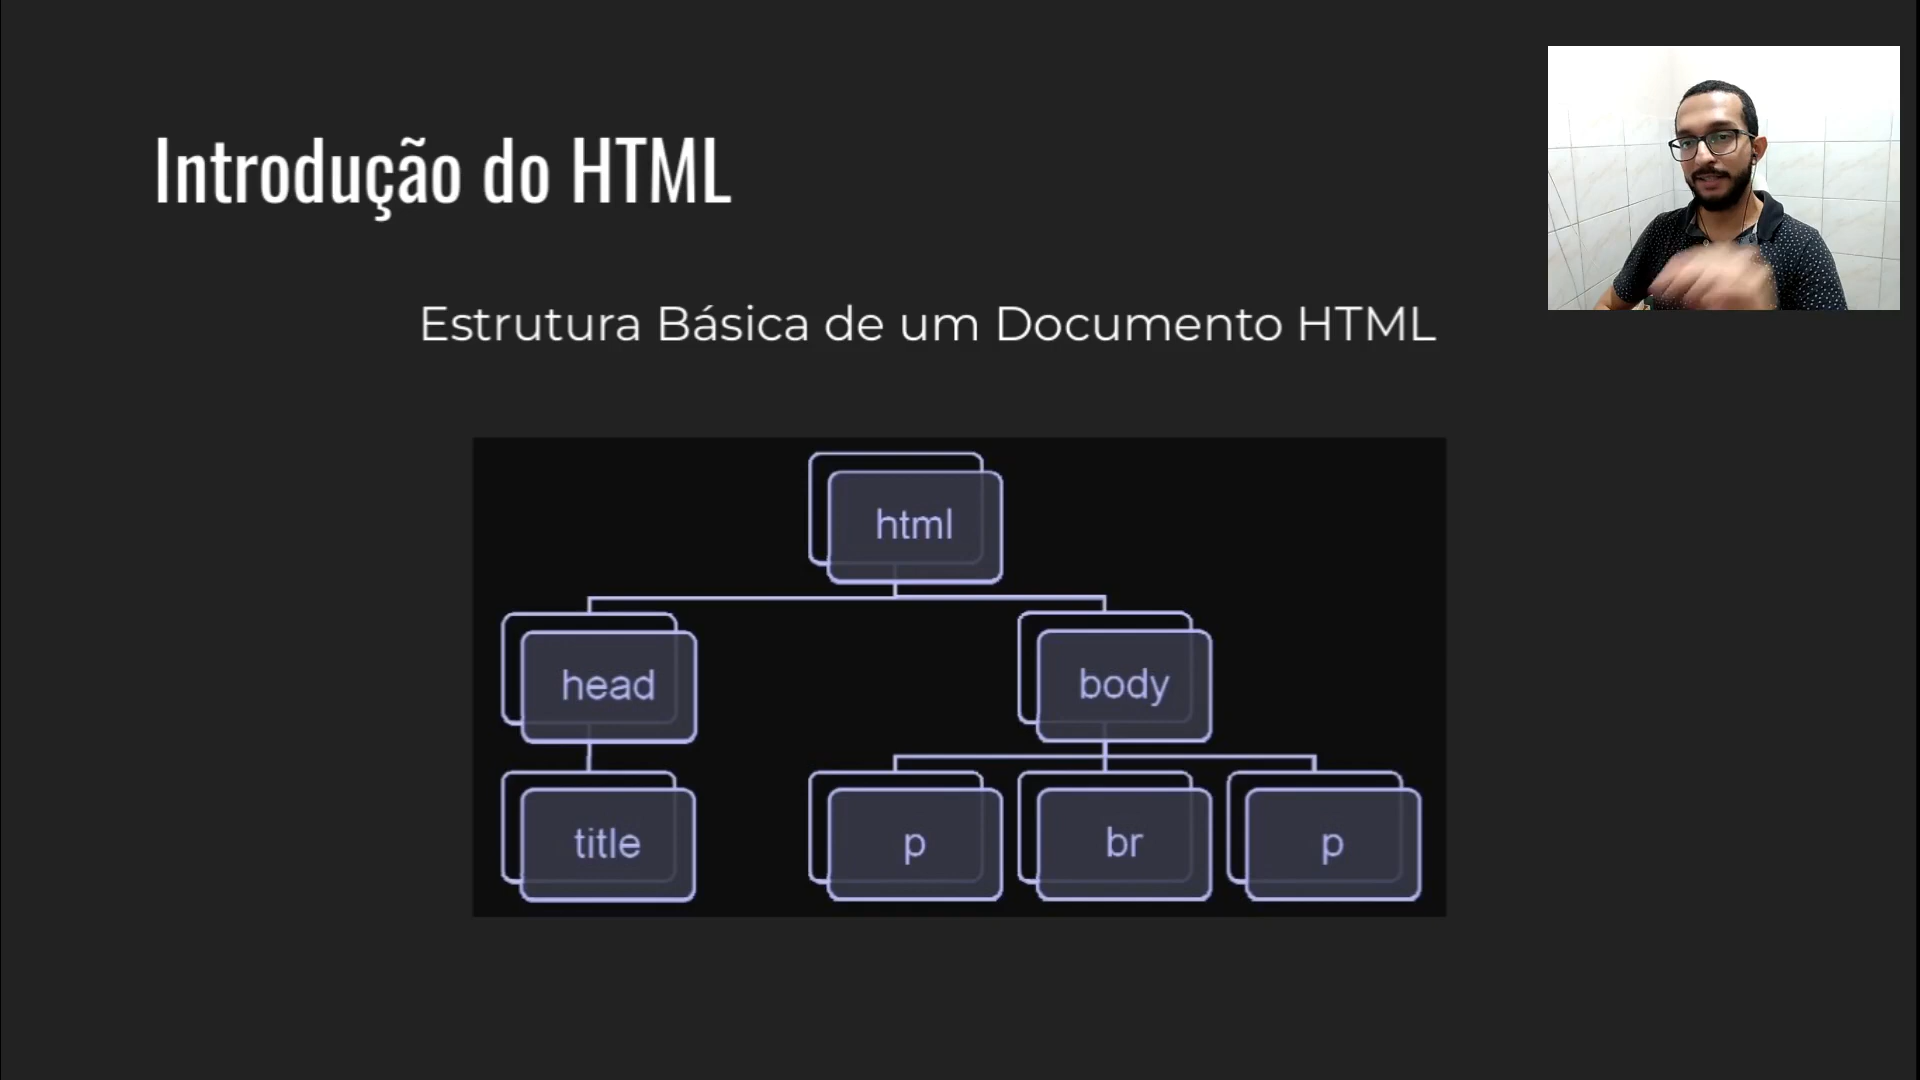 Introdução do HTML
Estrutura Básica de um Documento HTML
html
head
body
title
p
br
p